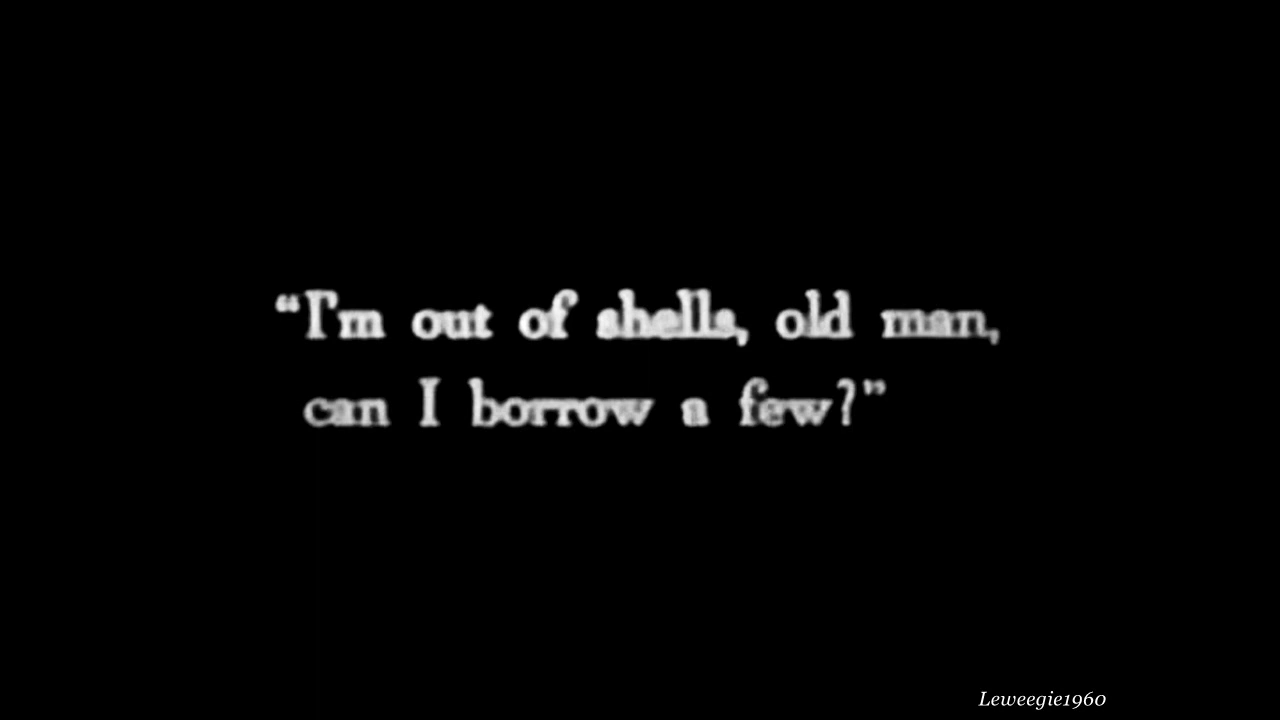 “I'm out of shells, old man,
can I borrow a few?”
Leweegie1960